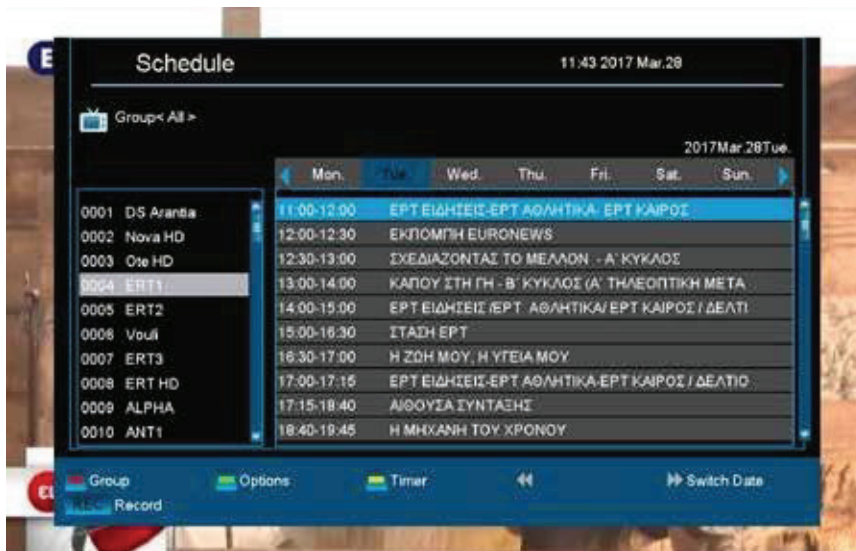 E
Schedule 11:43 2017 Mar.28
Group< All >
2017Mar.28Tue.
Mon. Tue. Wed. Thu. Fri. Sat. Sun.
0001 DS Arantia
0002 Nova HD
0003 Ote HD
0004 ERT1
0005 ERT2
0006 Vouli
0007 ERT3
0008 ERT HD
0009 ALPHA
0010 ANT1
11:00-12:00 ΕΡΤ ΕΙΔΗΣΕΙΣ-ΕΡΤ ΑΘΛΗΤΙΚΑ- ΕΡΤ ΚΑΙΡΟΣ
12:00-12:30 ΕΚΠΟΜΠΗ EURONEWS
12:30-13:00 ΣΧΕΔΙΑΖΟΝΤΑΣ ΤΟ ΜΕΛΛΟΝ - Α' ΚΥΚΛΟΣ
13:00-14:00 ΚΑΠΟΥ ΣΤΗ ΓΗ - Β' ΚΥΚΛΟΣ (Α' ΤΗΛΕΟΠΤΙΚΗ ΜΕΤΑ
14:00-15:00 ΕΡΤ ΕΙΔΗΣΕΙΣ /ΕΡΤ ΑΘΛΗΤΙΚΑ/ ΕΡΤ ΚΑΙΡΟΣ / ΔΕΛΤΙ
15:00-16:30 ΣΤΑΣΗ ΕΡΤ
16:30-17:00 Η ΖΩΗ ΜΟΥ, Η ΥΓΕΙΑ ΜΟΥ
17:00-17:15 ΕΡΤ ΕΙΔΗΣΕΙΣ-ΕΡΤ ΑΘΛΗΤΙΚΑ-ΕΡΤ ΚΑΙΡΟΣ / ΔΕΛΤΙΟ
17:15-18:40 ΑΙΘΟΥΣΑ ΣΥΝΤΑΞΗΣ
18:40-19:45 Η ΜΗΧΑΝΗ ΤΟΥ ΧΡΟΝΟΥ
Group Options Timer Switch Date
REC Record